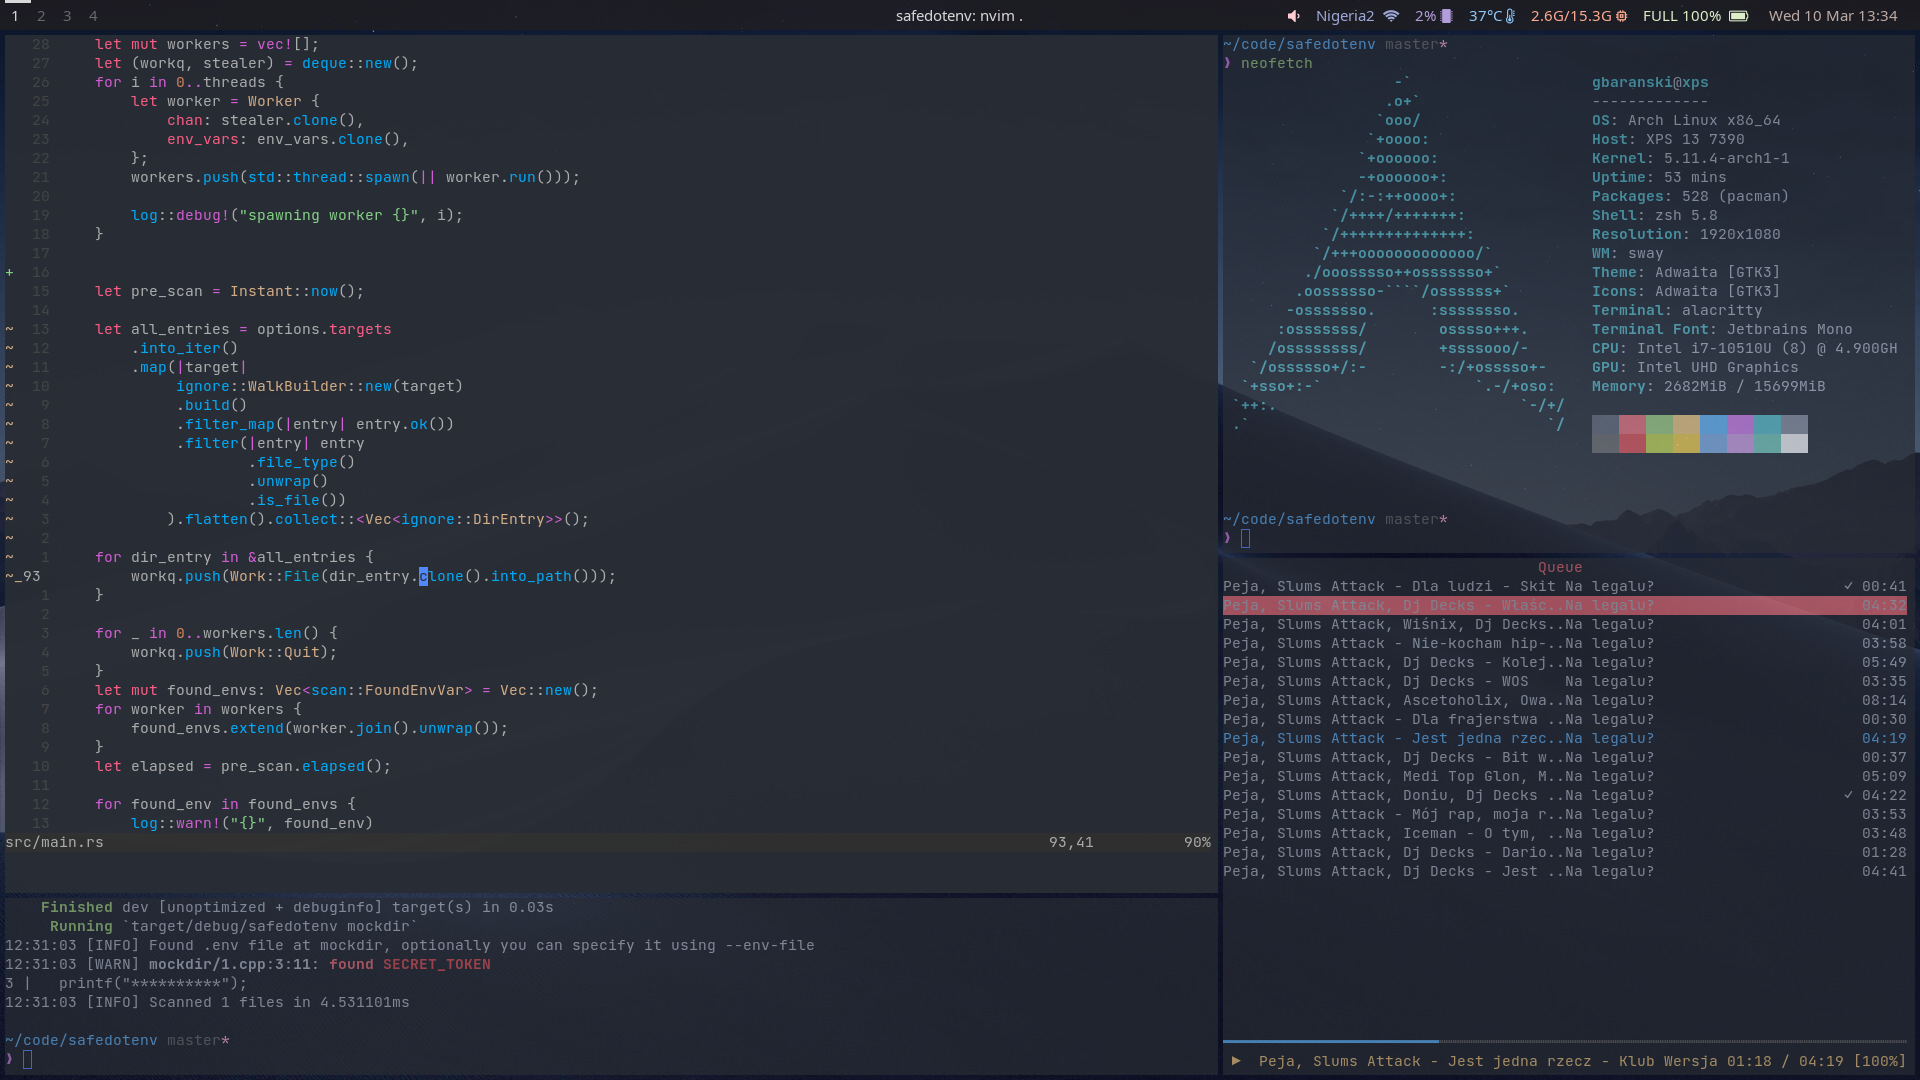 1 2 3 4 safedotenv: nvim . Nigeria2 2% 37°C 2.6G/15.3G FULL 100% Wed 10 Mar 13:34
28     let mut workers = vec![];
27     let (workq, stealer) = deque::new();
26     for i in 0..threads {
25         let worker = Worker {
24             chan: stealer.clone(),
23             env_vars: env_vars.clone(),
22         };
21         workers.push(std::thread::spawn(|| worker.run()));
20
19         log::debug!("spawning worker {}", i);
18     }
17
+ 16
15     let pre_scan = Instant::now();
14
~ 13     let all_entries = options.targets
~ 12         .into_iter()
~ 11         .map(|target|
~ 10              ignore::WalkBuilder::new(target)
~ 9              .build()
~ 8              .filter_map(|entry| entry.ok())
~ 7              .filter(|entry| entry
~ 6                      .file_type()
~ 5                      .unwrap()
~ 4                      .is_file())
~ 3             ).flatten().collect::<Vec<ignore::DirEntry>>();
~ 2
~ 1     for dir_entry in &all_entries {
~_93         workq.push(Work::File(dir_entry.clone().into_path()));
1     }
2
3     for _ in 0..workers.len() {
4         workq.push(Work::Quit);
5     }
6     let mut found_envs: Vec<scan::FoundEnvVar> = Vec::new();
7     for worker in workers {
8         found_envs.extend(worker.join().unwrap());
9     }
10     let elapsed = pre_scan.elapsed();
11
12     for found_env in found_envs {
13         log::warn!("{}", found_env)
src/main.rs 93,41 90%
Finished dev [unoptimized + debuginfo] target(s) in 0.03s
Running `target/debug/safedotenv mockdir`
12:31:03 [INFO] Found .env file at mockdir, optionally you can specify it using --env-file
12:31:03 [WARN] mockdir/1.cpp:3:11: found SECRET_TOKEN
3 |   printf("**********");
12:31:03 [INFO] Scanned 1 files in 4.531101ms
~/code/safedotenv master*
❯
~/code/safedotenv master*
❯ neofetch
-`
.o+`
`ooo/
`+oooo:
`+oooooo:
-+oooooo+:
`/:-:++oooo+:
`/++++/+++++++:
`/++++++++++++++:
`/+++ooooooooooooo/`
./ooosssso++osssssso+`
.oossssso-````/ossssss+`
-osssssso.      :ssssssso.
:osssssss/        osssso+++.
/ossssssss/        +ssssooo/-
`/ossssso+/:-        -:/+osssso+-
`+sso+:-`                 `.-/+oso:
`++:.                           `-/+/
.`                                 `/
gbaranski@xps
-------------
OS: Arch Linux x86_64
Host: XPS 13 7390
Kernel: 5.11.4-arch1-1
Uptime: 53 mins
Packages: 528 (pacman)
Shell: zsh 5.8
Resolution: 1920x1080
WM: sway
Theme: Adwaita [GTK3]
Icons: Adwaita [GTK3]
Terminal: alacritty
Terminal Font: Jetbrains Mono
CPU: Intel i7-10510U (8) @ 4.900GH
GPU: Intel UHD Graphics
Memory: 2682MiB / 15699MiB
~/code/safedotenv master*
❯
Queue
Peja, Slums Attack - Dla ludzi - Skit Na legalu? ✓ 00:41
Peja, Slums Attack, Dj Decks - Właśc..Na legalu? 04:32
Peja, Slums Attack, Wiśnix, Dj Decks..Na legalu? 04:01
Peja, Slums Attack - Nie-kocham hip-..Na legalu? 03:58
Peja, Slums Attack, Dj Decks - Kolej..Na legalu? 05:49
Peja, Slums Attack, Dj Decks - WOS    Na legalu? 03:35
Peja, Slums Attack, Ascetoholix, Owa..Na legalu? 08:14
Peja, Slums Attack - Dla frajerstwa ..Na legalu? 00:30
Peja, Slums Attack - Jest jedna rzec..Na legalu? 04:19
Peja, Slums Attack, Dj Decks - Bit w..Na legalu? 00:37
Peja, Slums Attack, Medi Top Glon, M..Na legalu? 05:09
Peja, Slums Attack, Doniu, Dj Decks ..Na legalu? ✓ 04:22
Peja, Slums Attack - Mój rap, moja r..Na legalu? 03:53
Peja, Slums Attack, Iceman - O tym, ..Na legalu? 03:48
Peja, Slums Attack, Dj Decks - Dario..Na legalu? 01:28
Peja, Slums Attack, Dj Decks - Jest ..Na legalu? 04:41
▶ Peja, Slums Attack - Jest jedna rzecz - Klub Wersja 01:18 / 04:19 [100%]